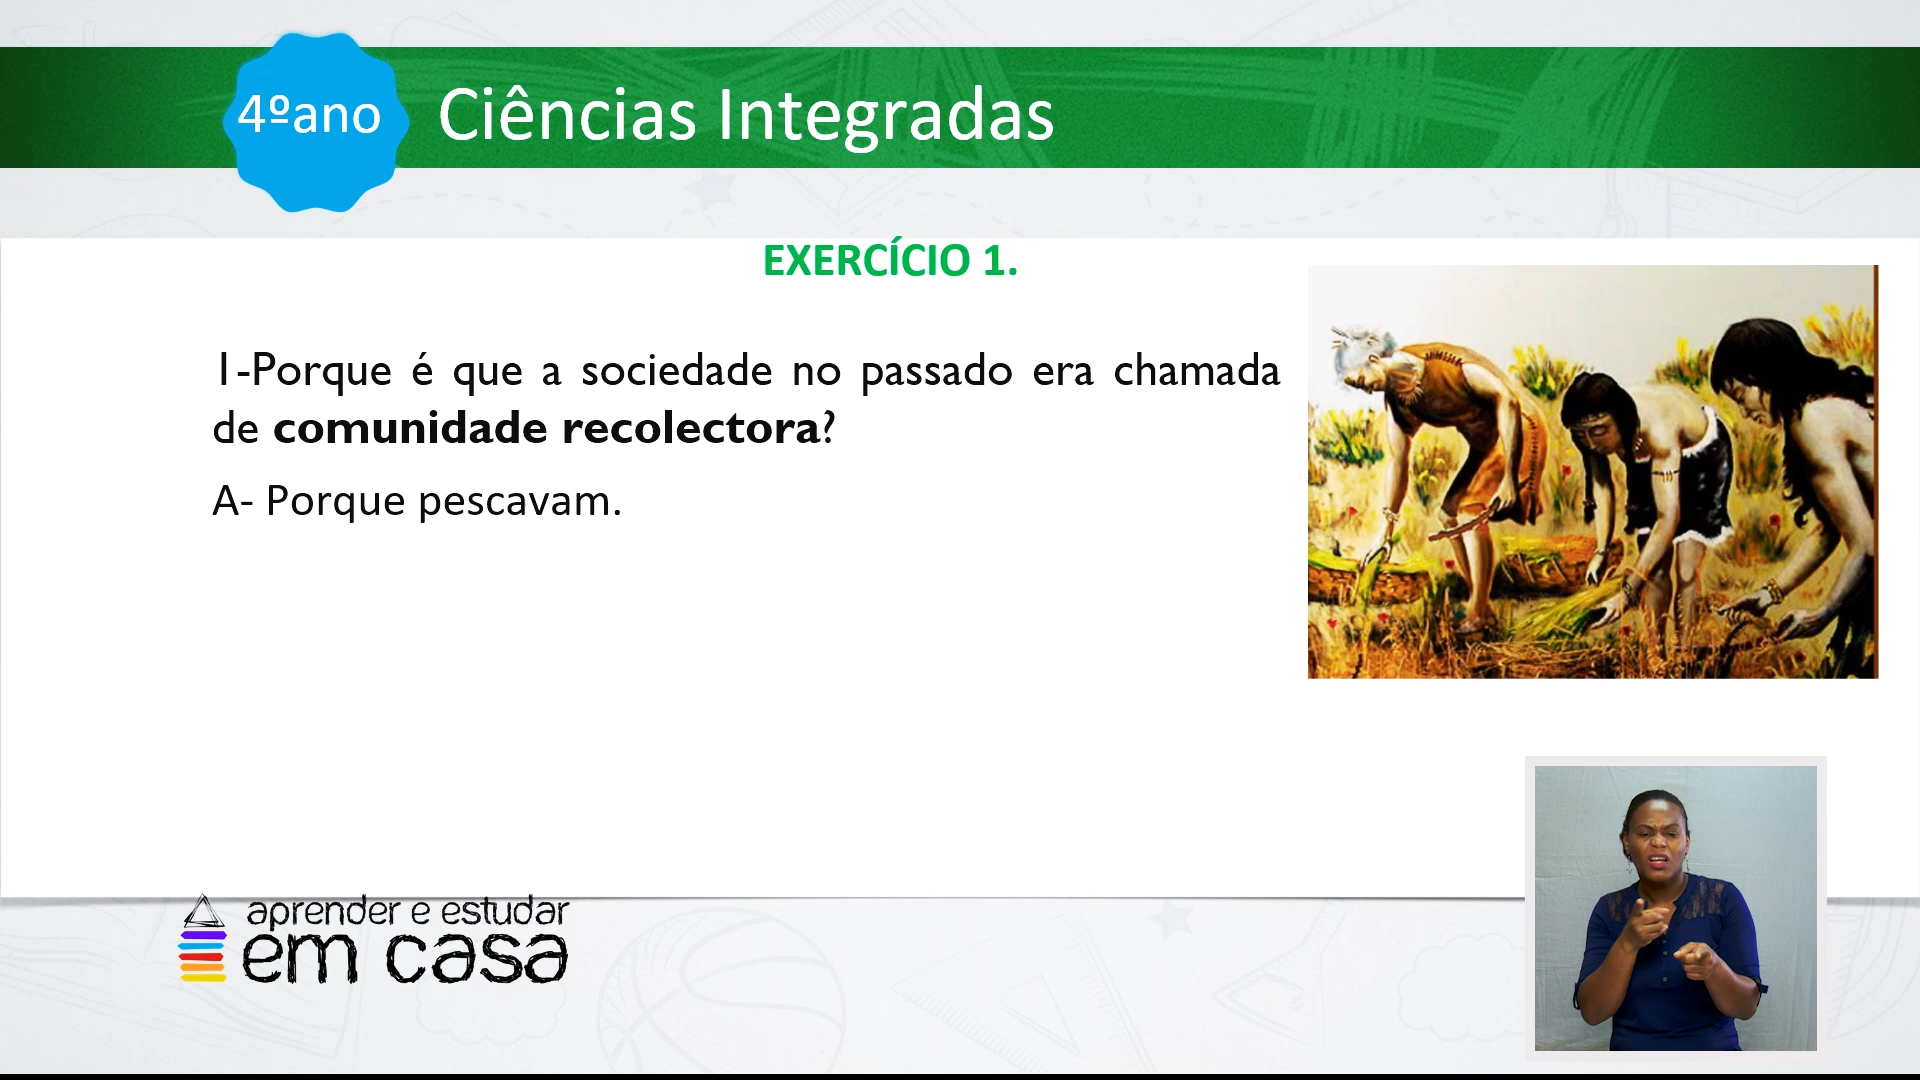 4ºano
Ciências Integradas
EXERCÍCIO 1.
1-Porque é que a sociedade no passado era chamada
de comunidade recolectora?
A- Porque pescavam.
aprender e estudar
em casa